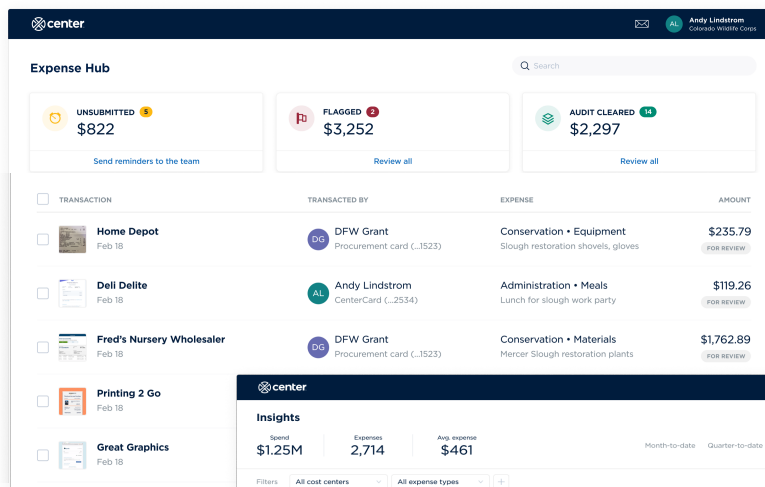 center
AL
Andy Lindstrom
Colorado Wildlife Corps
Expense Hub
Search
UNSUBMITTED 5
$822
Send reminders to the team
FLAGGED 2
$3,252
Review all
AUDIT CLEARED 14
$2,297
Review all
TRANSACTION TRANSACTED BY EXPENSE AMOUNT
Home Depot
Feb 18
DG
DFW Grant
Procurement card (...1523)
Conservation • Equipment
Slough restoration shovels, gloves
$235.79
FOR REVIEW
Deli Delite
Feb 18
AL
Andy Lindstrom
CenterCard (...2534)
Administration • Meals
Lunch for slough work party
$119.26
FOR REVIEW
Fred's Nursery Wholesaler
Feb 18
DG
DFW Grant
Procurement card (...1523)
Conservation • Materials
Mercer Slough restoration plants
$1,762.89
FOR REVIEW
Printing 2 Go
Feb 18
Great Graphics
Feb 18
center
Insights
Spend
$1.25M
Expenses
2,714
Avg. expense
$461
Month-to-date Quarter-to-date
Filters All cost centers All expense types +